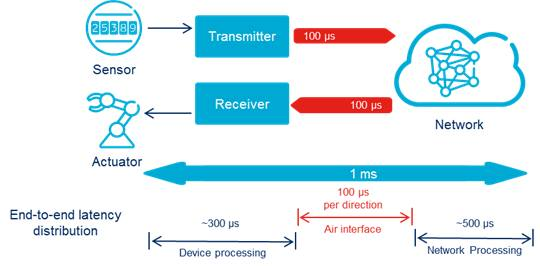 25389
Sensor
Transmitter
100 µs
Receiver
100 µs
Network
Actuator
1 ms
End-to-end latency
distribution
~300 µs
Device processing
100 µs
per direction
Air interface
~500 µs
Network Processing